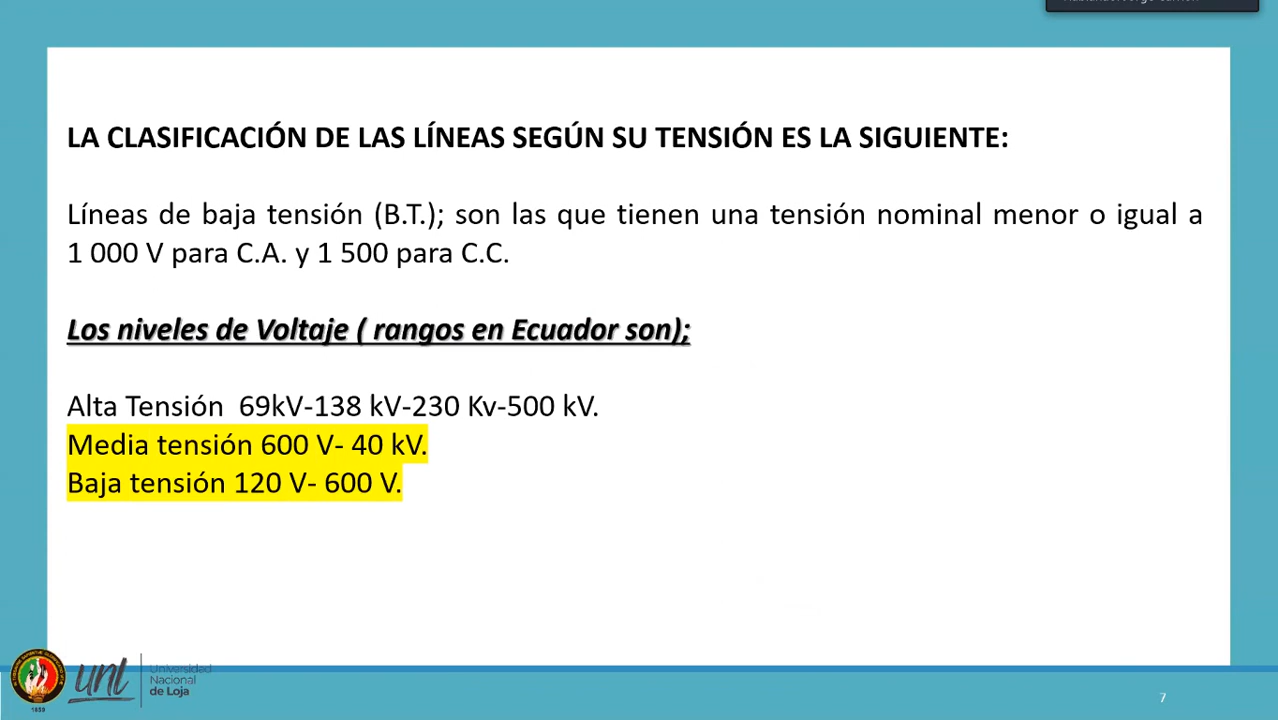 LA CLASIFICACIÓN DE LAS LÍNEAS SEGÚN SU TENSIÓN ES LA SIGUIENTE:
Líneas de baja tensión (B.T.); son las que tienen una tensión nominal menor o igual a
1 000 V para C.A. y 1 500 para C.C.
Los niveles de Voltaje ( rangos en Ecuador son);
Alta Tensión 69kV-138 kV-230 Kv-500 kV.
Media tensión 600 V- 40 kV.
Baja tensión 120 V- 600 V.
1859
unl
Universidad
Nacional
de Loja
7